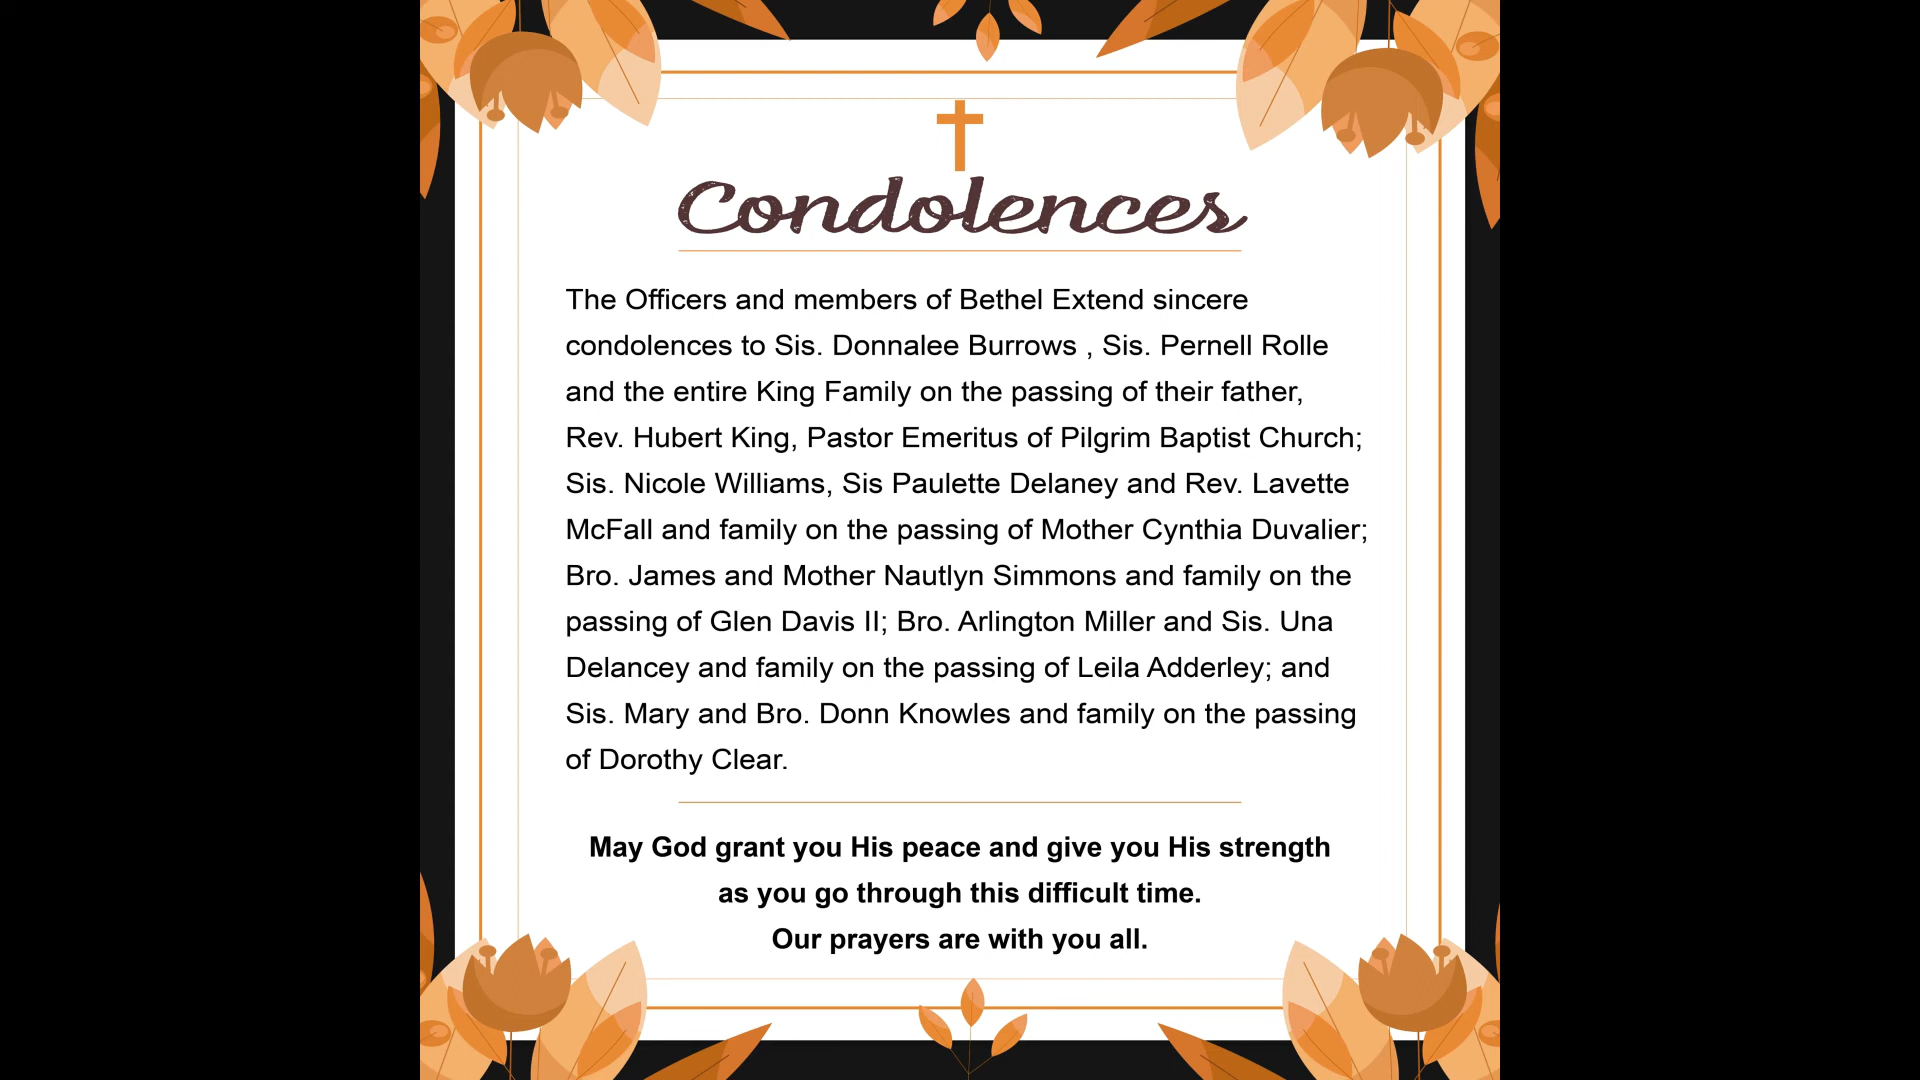 Condolences
The Officers and members of Bethel Extend sincere
condolences to Sis. Donnalee Burrows , Sis. Pernell Rolle
and the entire King Family on the passing of their father,
Rev. Hubert King, Pastor Emeritus of Pilgrim Baptist Church;
Sis. Nicole Williams, Sis Paulette Delaney and Rev. Lavette
McFall and family on the passing of Mother Cynthia Duvalier;
Bro. James and Mother Nautlyn Simmons and family on the
passing of Glen Davis II; Bro. Arlington Miller and Sis. Una
Delancey and family on the passing of Leila Adderley; and
Sis. Mary and Bro. Donn Knowles and family on the passing
of Dorothy Clear.
May God grant you His peace and give you His strength
as you go through this difficult time.
Our prayers are with you all.